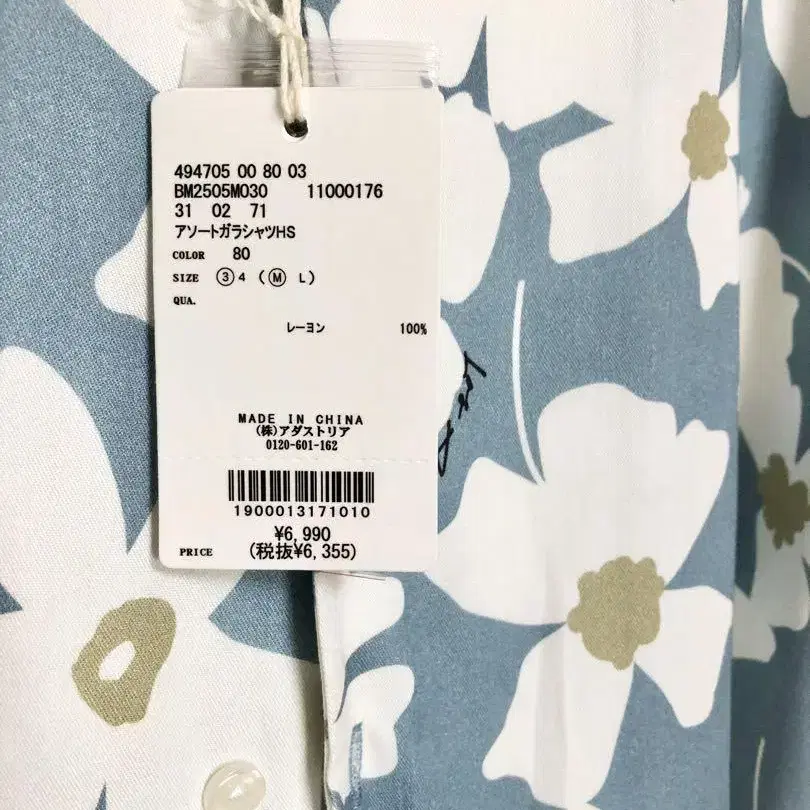 494705 00 80 03
BM2505M030 11000176
31 02 71
アソートガラシャツHS
COLOR 80
SIZE ③4 (Ⓜ L)
QUA.
レーヨン 100%
MADE IN CHINA
(株)アダストリア
0120-601-162
1900013171010
¥6,990
PRICE (税抜¥6,355)